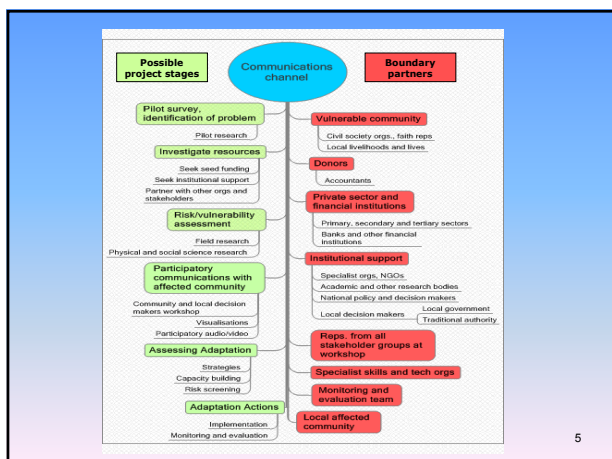 Possible
project stages
Communications
channel
Boundary
partners
Pilot survey,
identification of problem
Pilot research
Investigate resources
Seek seed funding
Seek institutional support
Partner with other orgs and
stakeholders
Risk/vulnerability
assessment
Field research
Physical and social science research
Participatory
communications with
affected community
Community and local decision
makers workshop
Visualisations
Participatory audio/video
Assessing Adaptation
Strategies
Capacity building
Risk screening
Adaptation Actions
Implementation
Monitoring and evaluation
Vulnerable community
Civil society orgs., faith reps
Local livelihoods and lives
Donors
Accountants
Private sector and
financial institutions
Primary, secondary and tertiary sectors
Banks and other financial
institutions
Institutional support
Specialist orgs, NGOs
Academic and other research bodies
National policy and decision makers
Local decision makers
Local government
Traditional authority
Reps. from all
stakeholder groups at
workshop
Specialist skills and tech orgs
Monitoring and
evaluation team
Local affected
community
5